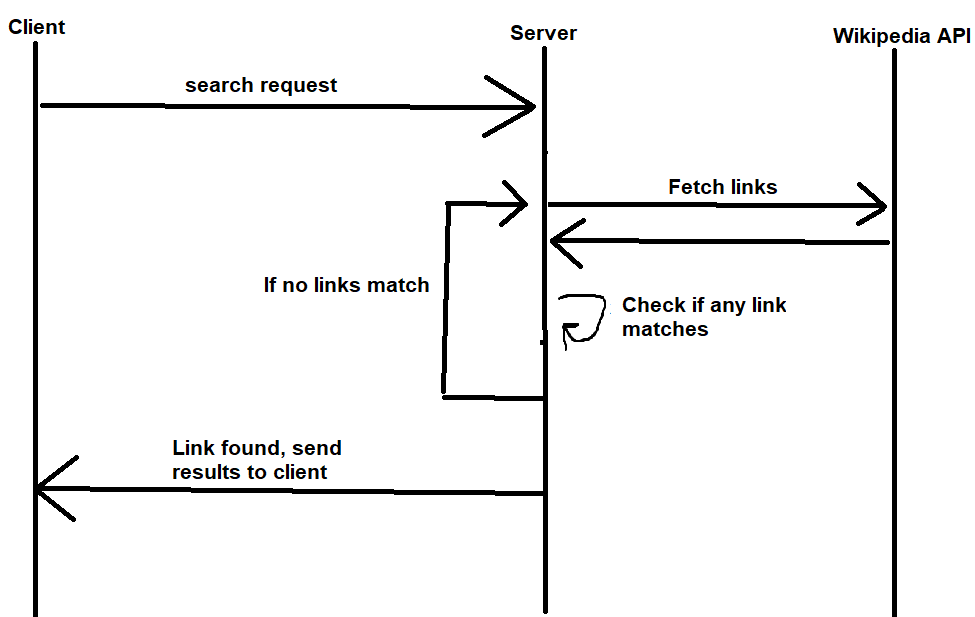 Client
Server
Wikipedia API
search request
Fetch links
If no links match
Check if any link
matches
Link found, send
results to client